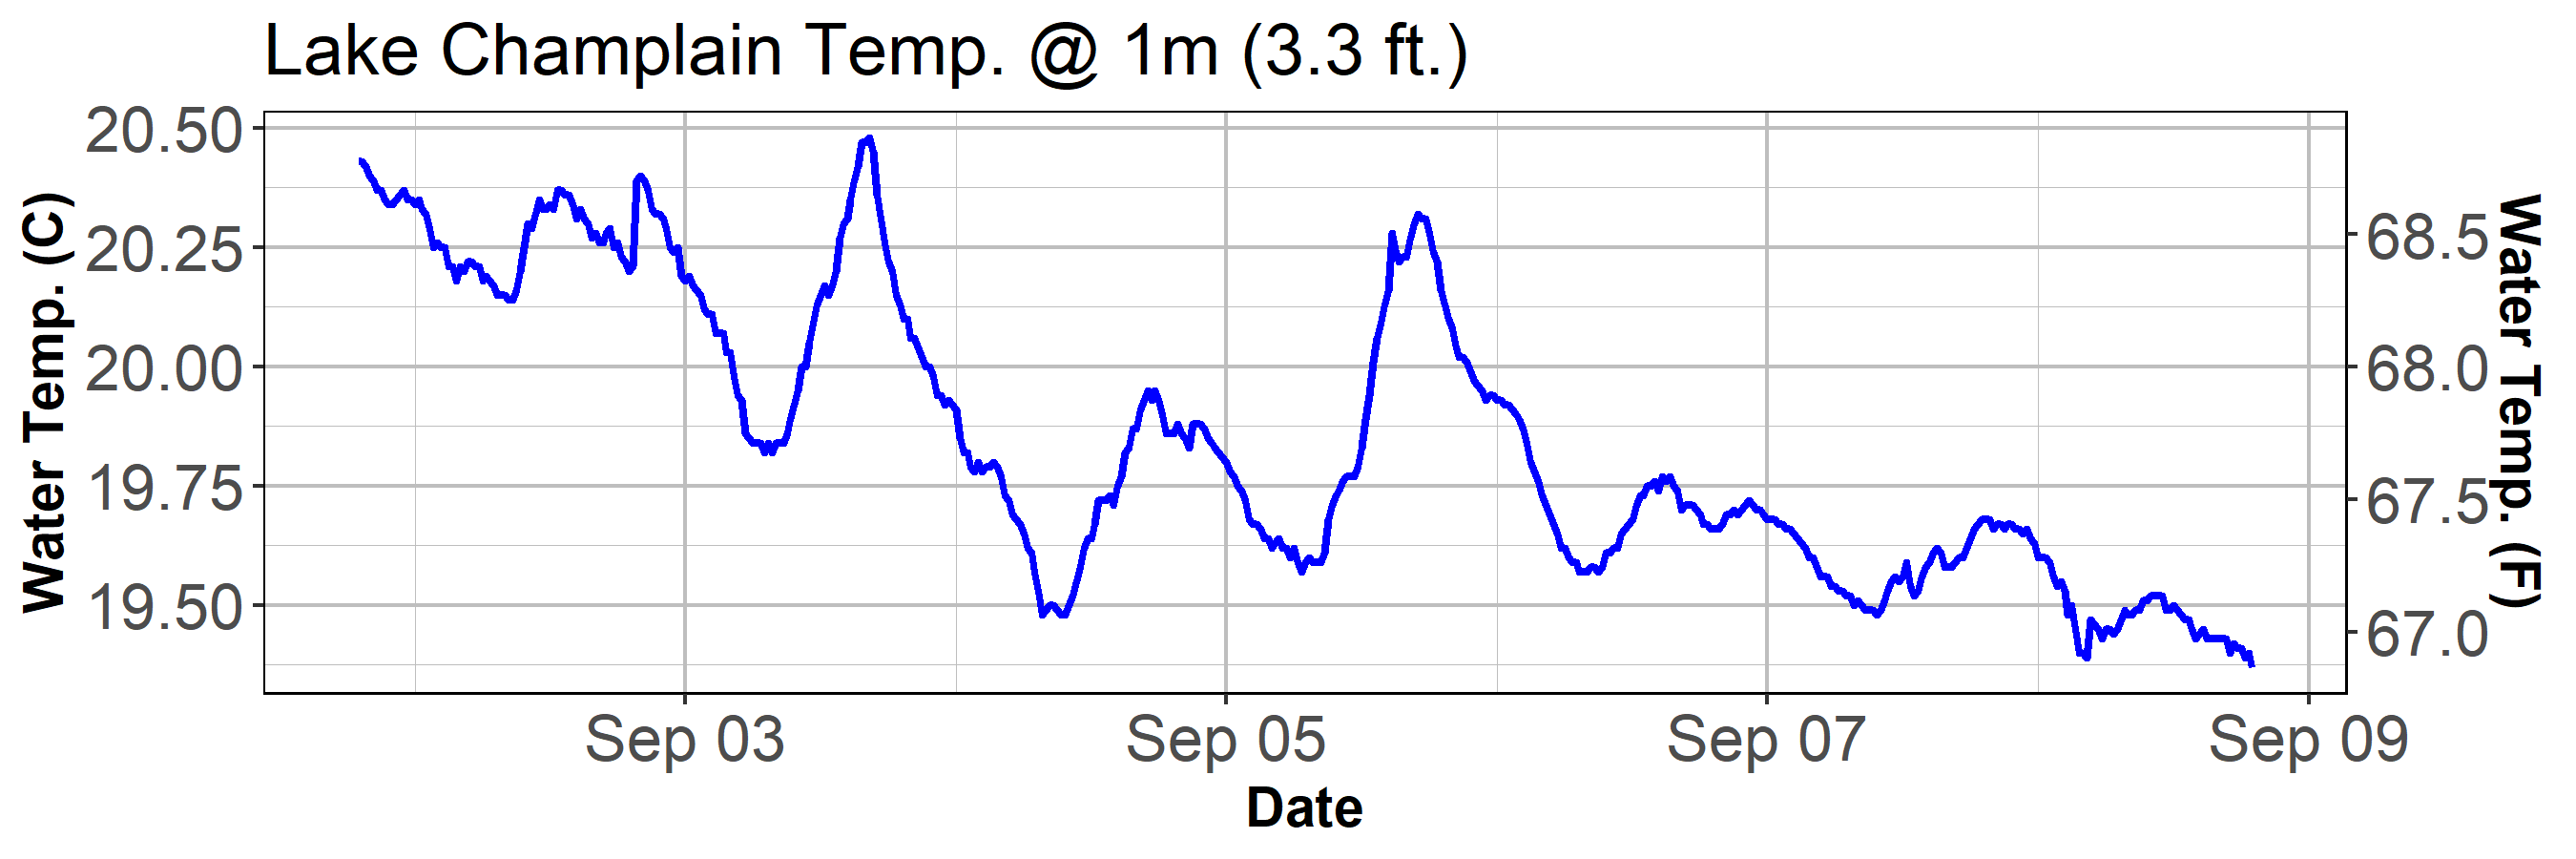 Lake Champlain Temp. @ 1m (3.3 ft.)
Water Temp. (C)
20.50
20.25
20.00
19.75
19.50
68.5
68.0
67.5
67.0
Water Temp. (F)
Sep 03
Sep 05
Sep 07
Sep 09
Date